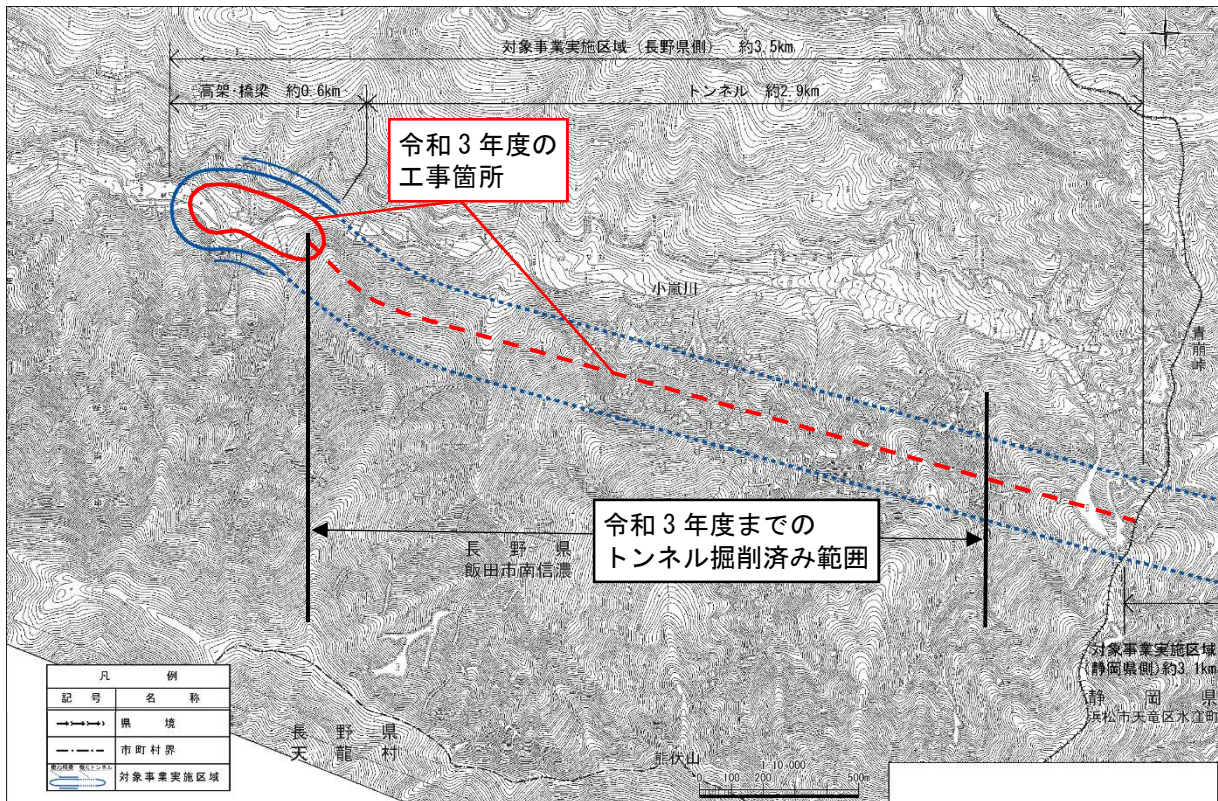 対象事業実施区域（長野県側） 約3.5km
高架・橋梁 約0.6km
トンネル 約2.9km
令和３年度の
工事箇所
小嵐川
青崩峠
令和３年度までの
トンネル掘削済み範囲
長野県
飯田市南信濃
対象事業実施区域
(静岡県側)約3.1km
静岡県
浜松市天竜区水窪町
長野県
天龍村
熊伏山
1:10,000
0 100 200 500m
凡例
記号 名称
県境
市町村界
対象事業実施区域